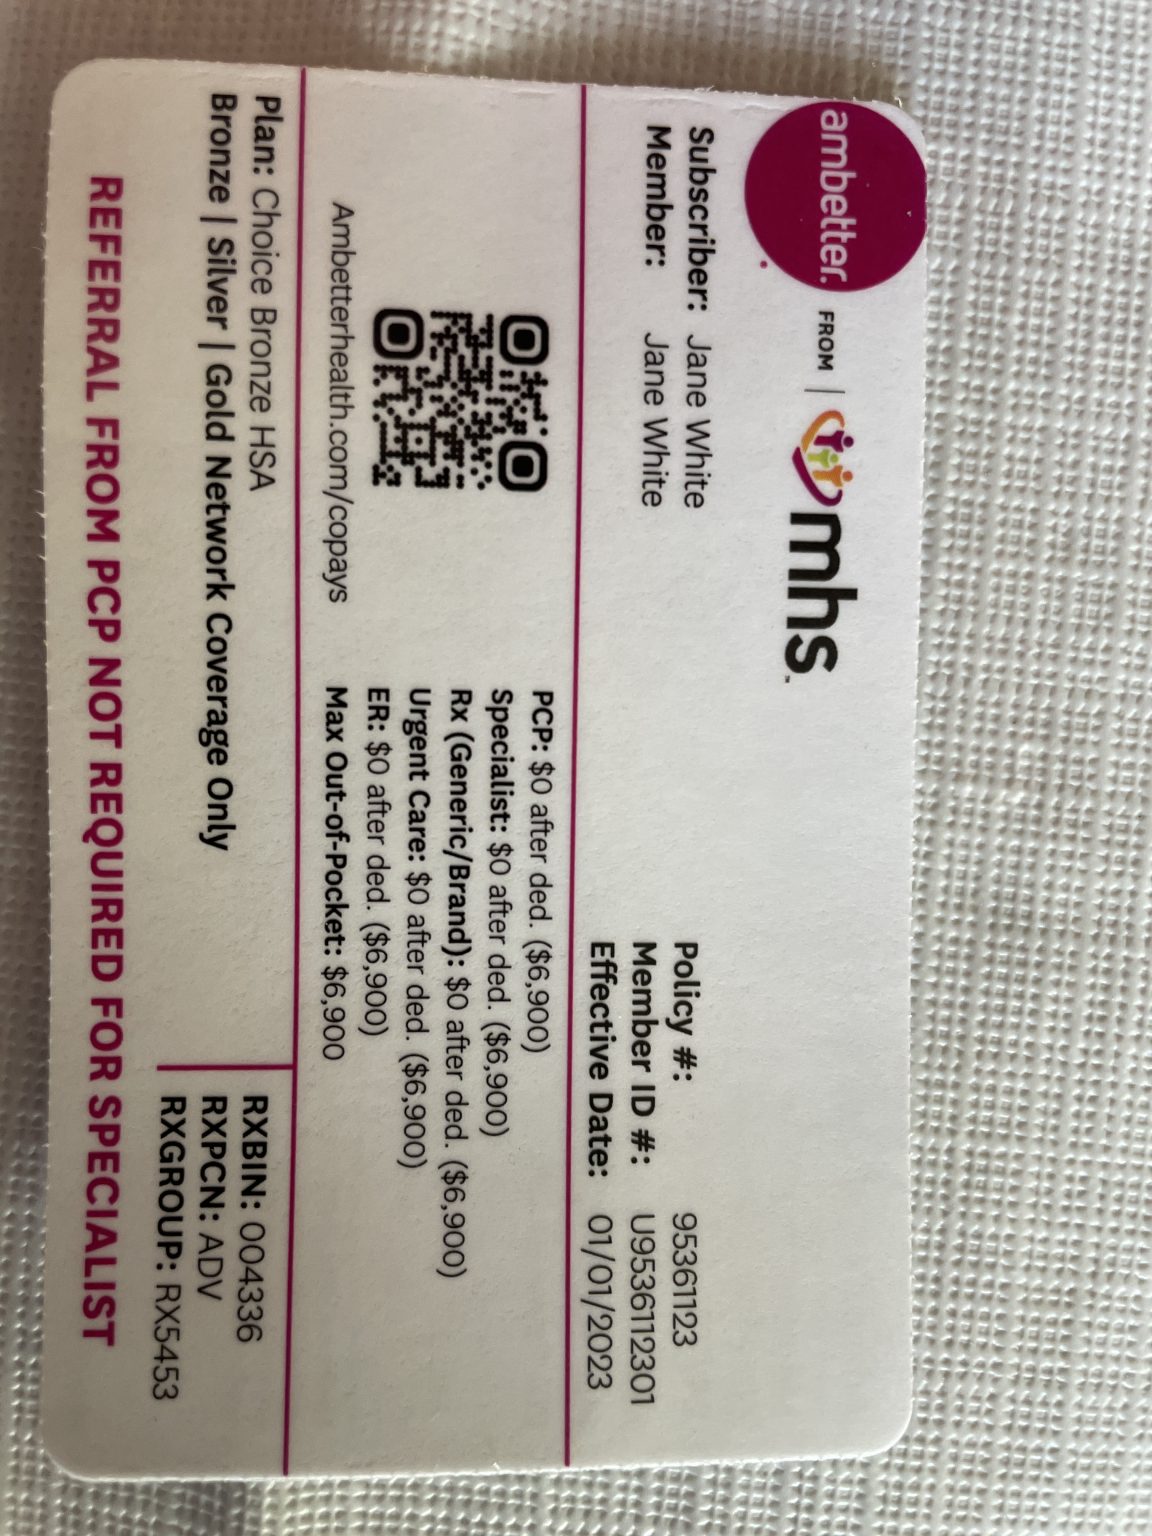 ambetter. FROM | mhs™
Subscriber: Jane White
Member: Jane White
Policy #: 95361123
Member ID #: U9536112301
Effective Date: 01/01/2023
Ambetterhealth.com/copays
PCP: $0 after ded. ($6,900)
Specialist: $0 after ded. ($6,900)
Rx (Generic/Brand): $0 after ded. ($6,900)
Urgent Care: $0 after ded. ($6,900)
ER: $0 after ded. ($6,900)
Max Out-of-Pocket: $6,900
Plan: Choice Bronze HSA
Bronze | Silver | Gold Network Coverage Only
RXBIN: 004336
RXPCN: ADV
RXGROUP: RX5453
REFERRAL FROM PCP NOT REQUIRED FOR SPECIALIST